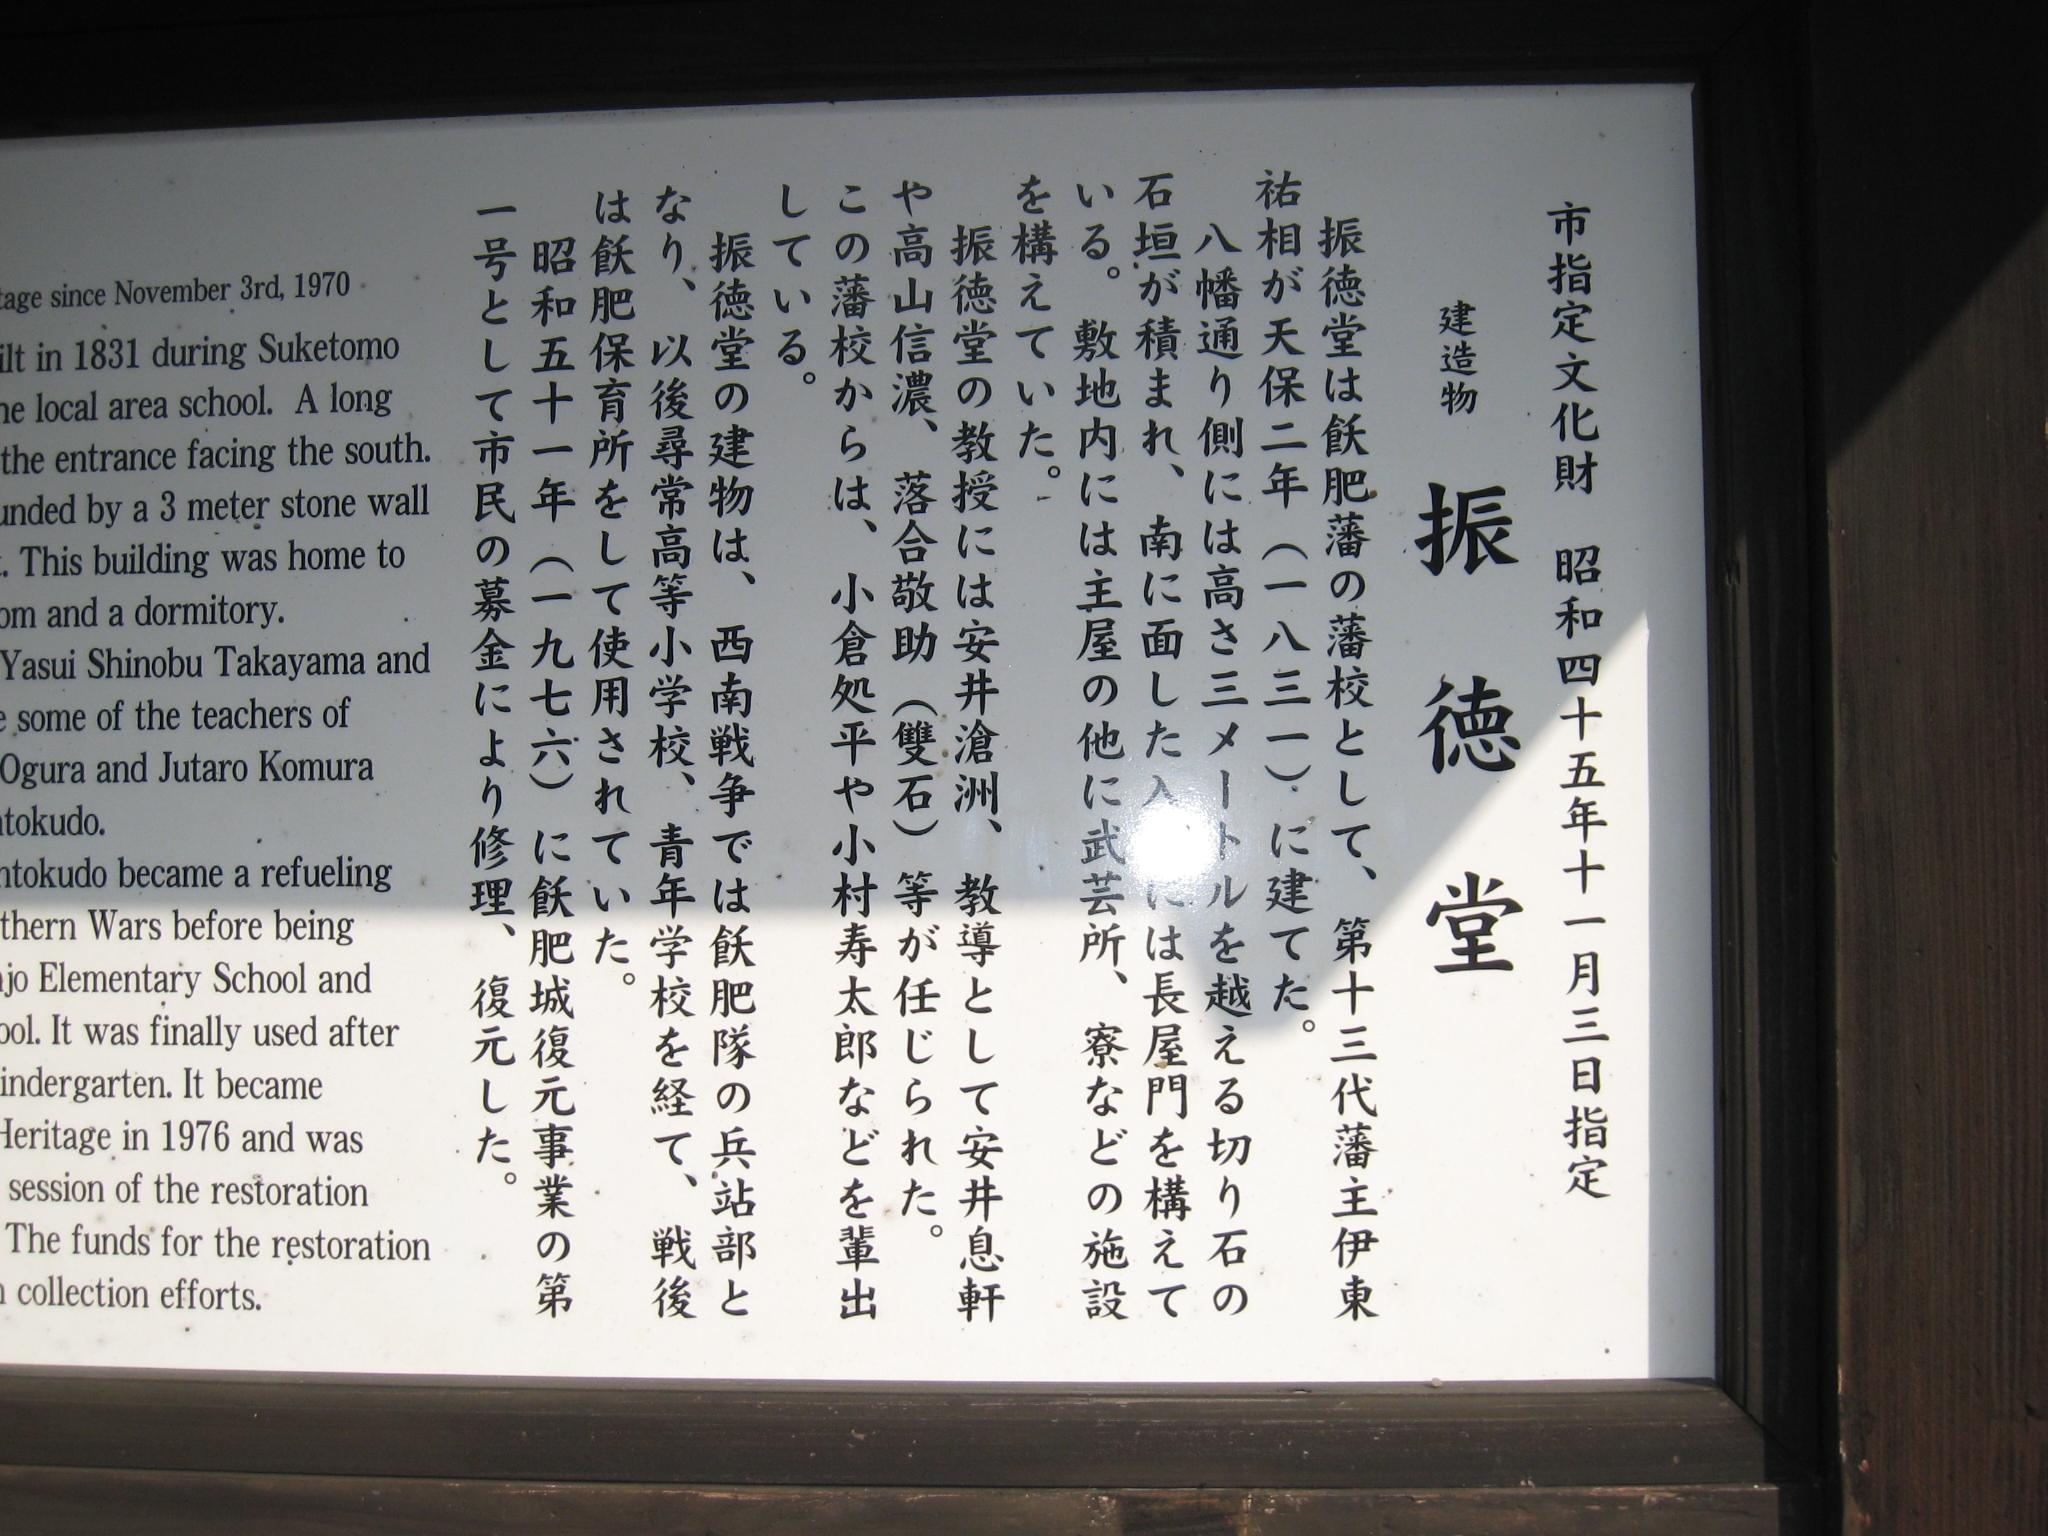 市指定文化財 昭和四十五年十一月三日指定
建造物 振徳堂
振徳堂は飫肥藩の藩校として、第十三代藩主伊東
祐相が天保二年（一八三一）に建てた。
八幡通り側には高さ三メートルを越える切り石の
石垣が積まれ、南に面した入 には長屋門を構えて
いる。敷地内には主屋の他に武芸所、寮などの施設
を構えていた。
振徳堂の教授には安井滄洲、教導として安井息軒
や高山信濃、落合敬助（雙石）等が任じられた。
この藩校からは、小倉処平や小村寿太郎などを輩出
している。
振徳堂の建物は、西南戦争では飫肥隊の兵站部と
なり、以後尋常高等小学校、青年学校を経て、戦後
は飫肥保育所をして使用されていた。
昭和五十一年（一九七六）に飫肥城復元事業の第
一号として市民の募金により修理、復元した。
tage since November 3rd, 1970
ilt in 1831 during Suketomo
he local area school. A long
the entrance facing the south.
unded by a 3 meter stone wall
. This building was home to
om and a dormitory.
Yasui Shinobu Takayama and
e some of the teachers of
Ogura and Jutaro Komura
ntokudo.
ntokudo became a refueling
thern Wars before being
njo Elementary School and
ool. It was finally used after
indergarten. It became
Heritage in 1976 and was
session of the restoration
The funds for the restoration
n collection efforts.